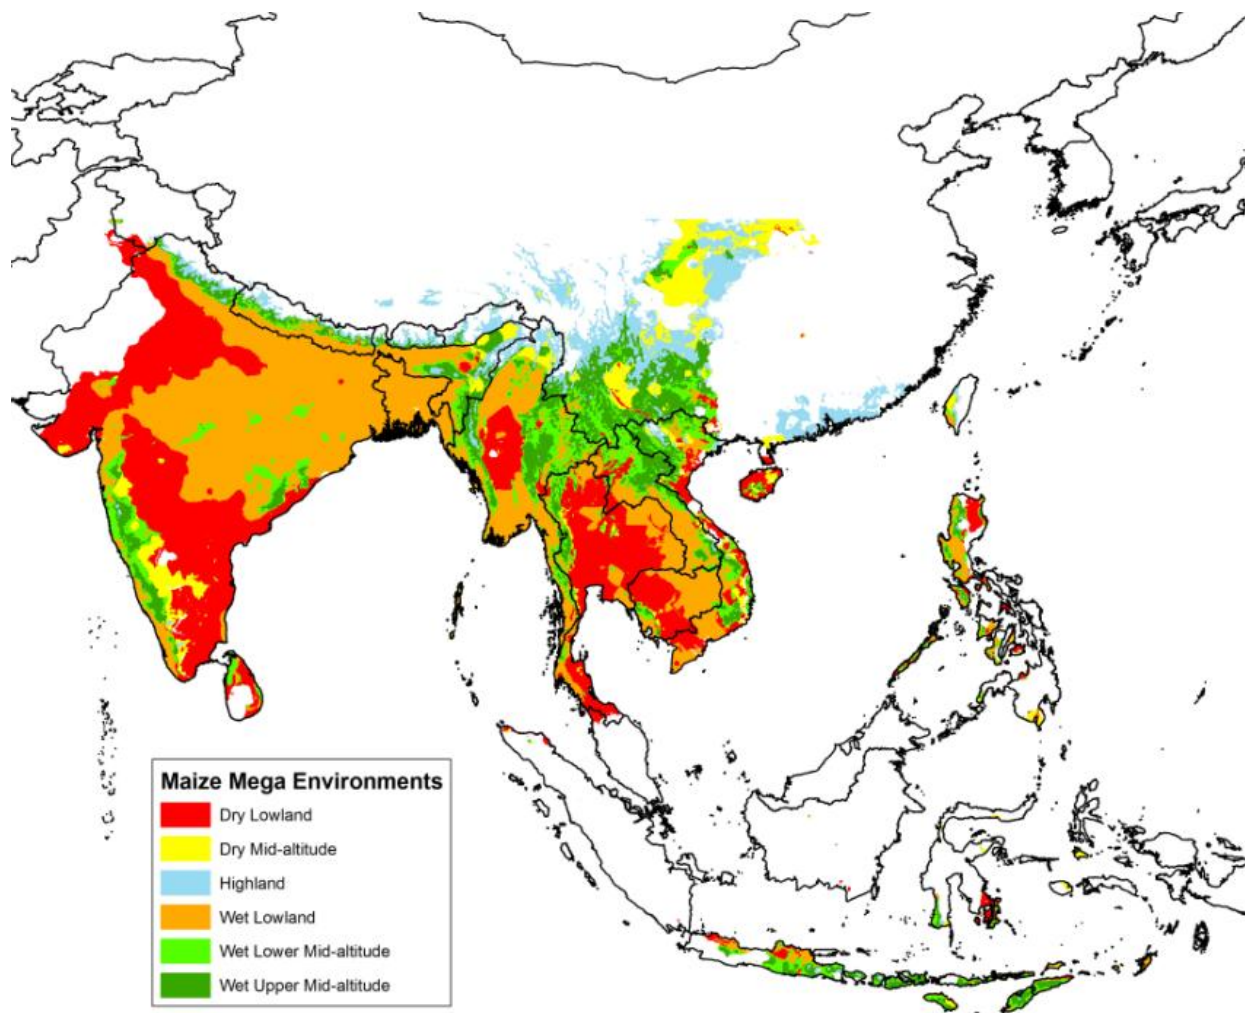 Maize Mega Environments
Dry Lowland
Dry Mid-altitude
Highland
Wet Lowland
Wet Lower Mid-altitude
Wet Upper Mid-altitude